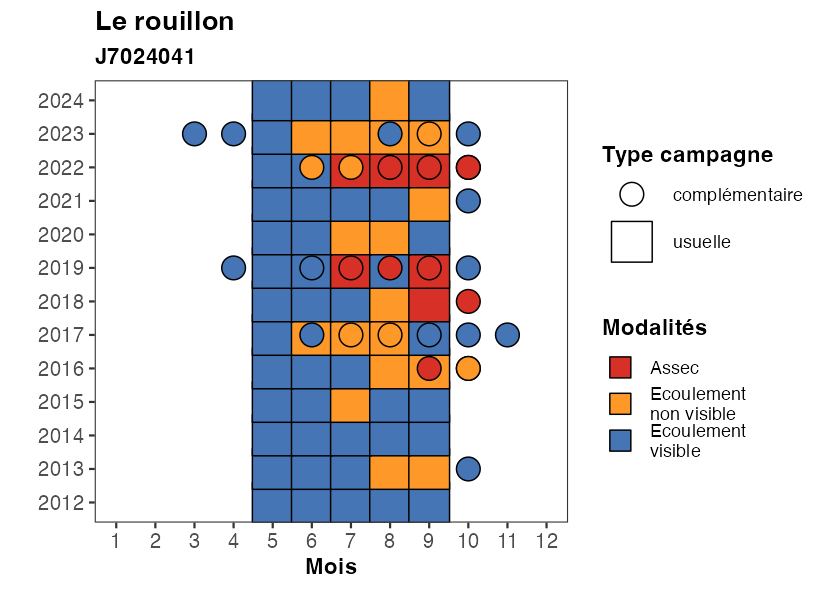 Le rouillon
J7024041
2024
2023
2022
2021
2020
2019
2018
2017
2016
2015
2014
2013
2012
1 2 3 4 5 6 7 8 9 10 11 12
Mois
Type campagne
complémentaire
usuelle
Modalités
Assec
Ecoulement
non visible
Ecoulement
visible